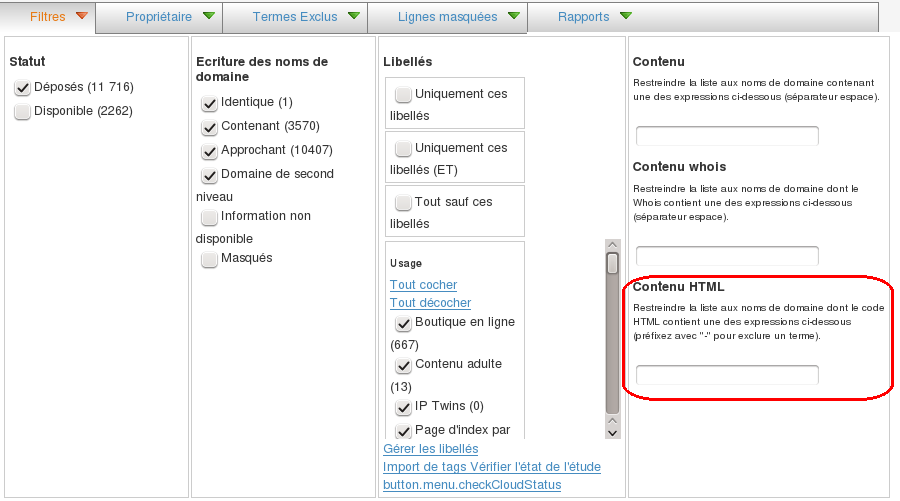 Filtres
Propriétaire
Termes Exclus
Lignes masquées
Rapports
Statut
Déposés (11 716)
Disponible (2262)
Ecriture des noms de
domaine
Identique (1)
Contenant (3570)
Approchant (10407)
Domaine de second
niveau
Information non
disponible
Masqués
Libellés
Uniquement ces
libellés
Uniquement ces
libellés (ET)
Tout sauf ces
libellés
Usage
Tout cocher
Tout décocher
Boutique en ligne
(667)
Contenu adulte
(13)
IP Twins (0)
Page d'index par
Gérer les libellés
Import de tags Vérifier l'état de l'étude
button.menu.checkCloudStatus
Contenu
Restreindre la liste aux noms de domaine contenant
une des expressions ci-dessous (séparateur espace).
Contenu whois
Restreindre la liste aux noms de domaine dont le
Whois contient une des expressions ci-dessous
(séparateur espace).
Contenu HTML
Restreindre la liste aux noms de domaine dont le code
HTML contient une des expressions ci-dessous
(préfixez avec "-" pour exclure un terme).